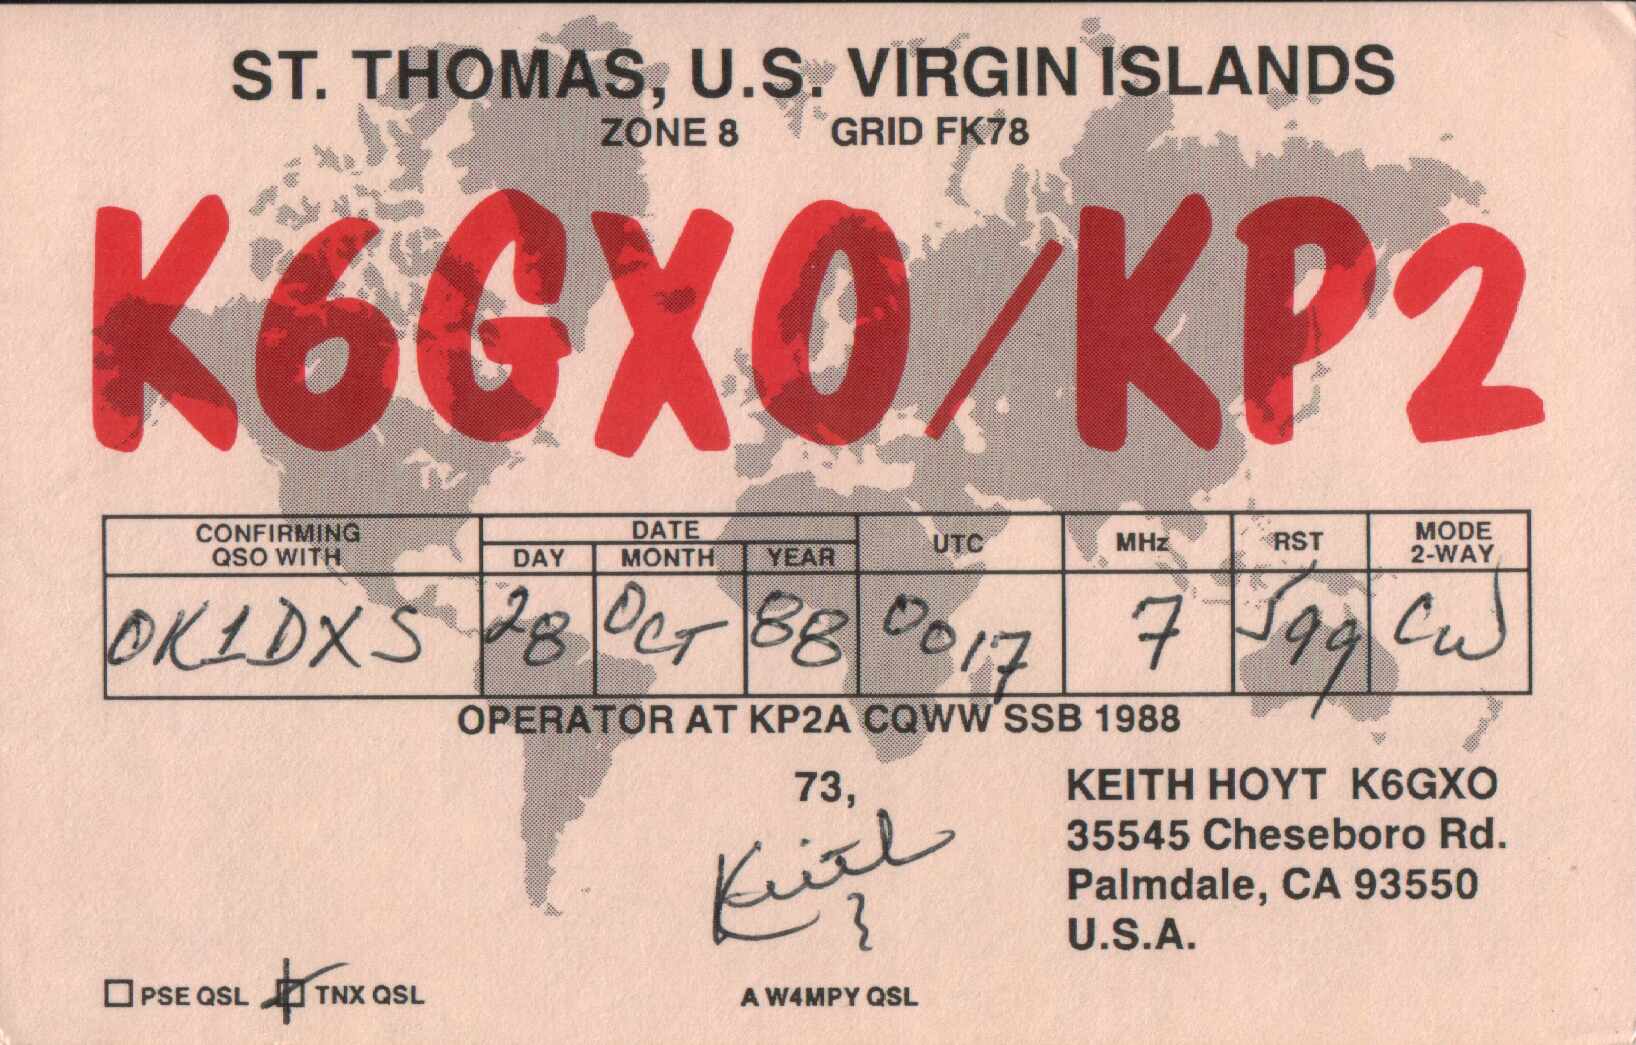 ST. THOMAS, U.S. VIRGIN ISLANDS
ZONE 8 GRID FK78
K6GXO/KP2
CONFIRMING QSO WITH DATE DAY MONTH YEAR UTC MHz RST MODE 2-WAY
OK1DXS 28 OCT 88 0017 7 599 CW
OPERATOR AT KP2A CQWW SSB 1988
73,
Keith
KEITH HOYT K6GXO
35545 Cheseboro Rd.
Palmdale, CA 93550
U.S.A.
PSE QSL TNX QSL
A W4MPY QSL